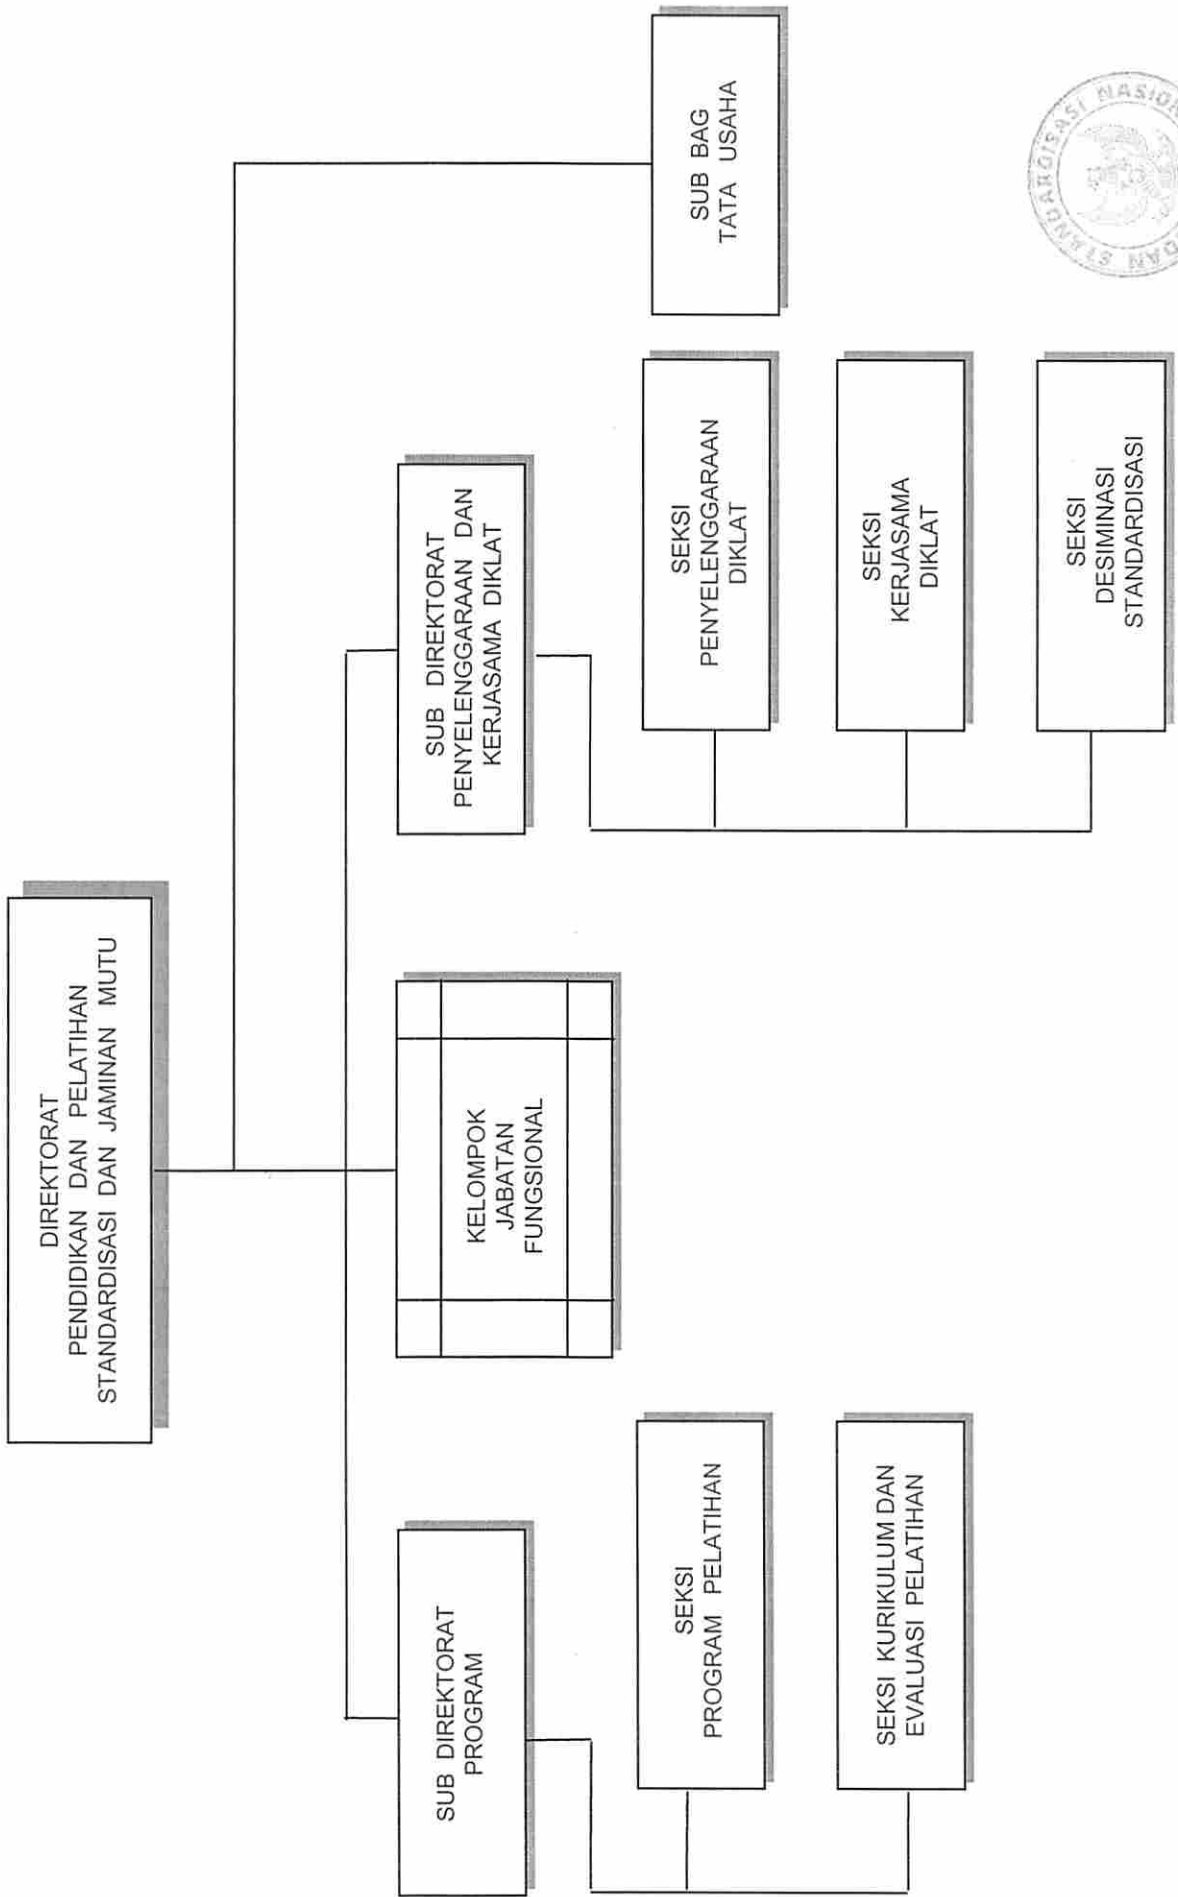 DIREKTORAT
PENDIDIKAN DAN PELATIHAN
STANDARDISASI DAN JAMINAN MUTU
SUB BAG
TATA USAHA
SUB DIREKTORAT
PROGRAM
KELOMPOK
JABATAN
FUNGSIONAL
SUB DIREKTORAT
PENYELENGGARAAN DAN
KERJASAMA DIKLAT
SEKSI
PROGRAM PELATIHAN
SEKSI KURIKULUM DAN
EVALUASI PELATIHAN
SEKSI
PENYELENGGARAAN
DIKLAT
SEKSI
KERJASAMA
DIKLAT
SEKSI
DESIMINASI
STANDARDISASI